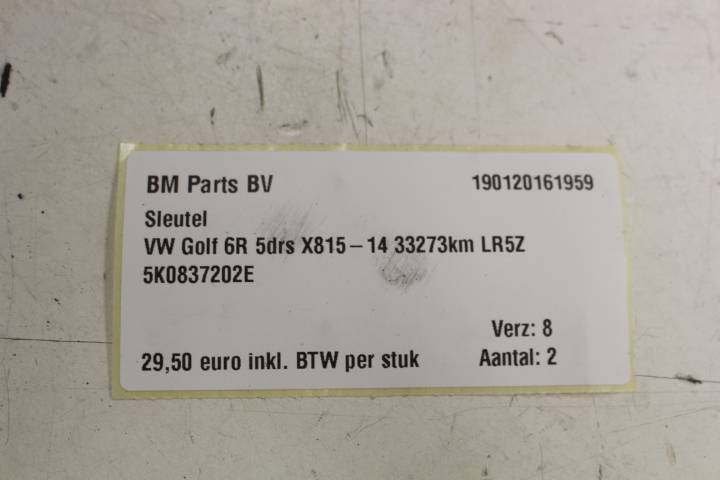 BM Parts BV 190120161959
Sleutel
VW Golf 6R 5drs X815-14 33273km LR5Z
5K0837202E
Verz: 8
29,50 euro inkl. BTW per stuk Aantal: 2